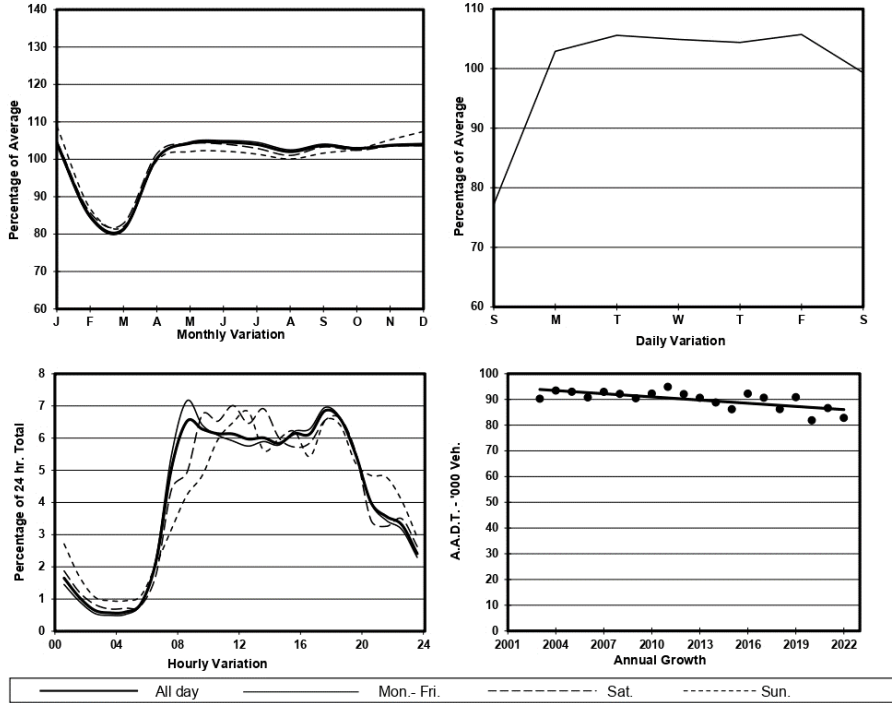 140
130
120
110
100
90
80
70
60
Percentage of Average
J F M A M J J A S O N D
Monthly Variation
110
100
90
80
70
60
Percentage of Average
S M T W T F S
Daily Variation
8
7
6
5
4
3
2
1
0
Percentage of 24 hr. Total
00 04 08 12 16 20 24
Hourly Variation
100
90
80
70
60
50
40
30
20
10
0
A.A.D.T. - '000 Veh.
2001 2004 2007 2010 2013 2016 2019 2022
Annual Growth
All day Mon.- Fri. Sat. Sun.